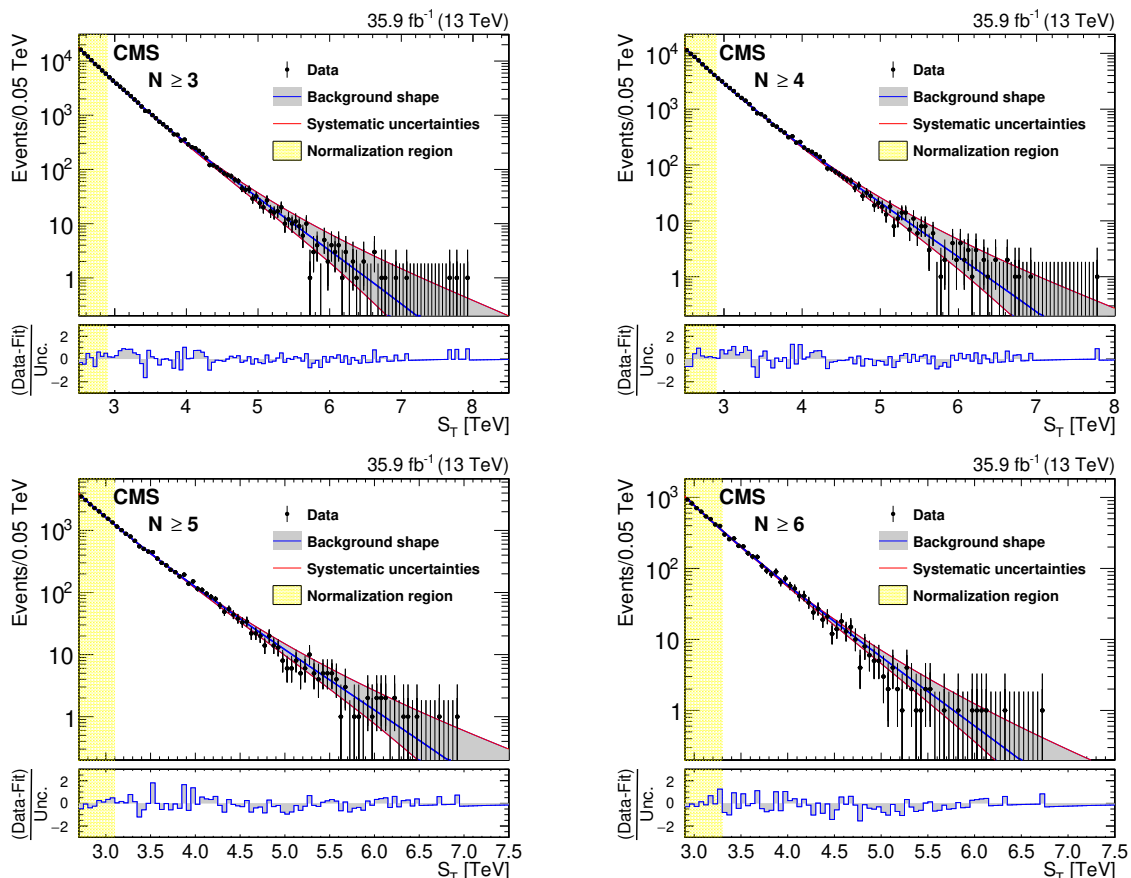 35.9 fb⁻¹ (13 TeV)
CMS
N ≥ 3
Data
Background shape
Systematic uncertainties
Normalization region
Events/0.05 TeV
10⁴
10³
10²
10
1
(Data-Fit)
Unc.
2
0
−2
3 4 5 6 7 8
S_T [TeV]
35.9 fb⁻¹ (13 TeV)
CMS
N ≥ 4
Data
Background shape
Systematic uncertainties
Normalization region
Events/0.05 TeV
10⁴
10³
10²
10
1
(Data-Fit)
Unc.
2
0
−2
3 4 5 6 7 8
S_T [TeV]
35.9 fb⁻¹ (13 TeV)
CMS
N ≥ 5
Data
Background shape
Systematic uncertainties
Normalization region
Events/0.05 TeV
10³
10²
10
1
(Data-Fit)
Unc.
2
0
−2
3.0 3.5 4.0 4.5 5.0 5.5 6.0 6.5 7.0 7.5
S_T [TeV]
35.9 fb⁻¹ (13 TeV)
CMS
N ≥ 6
Data
Background shape
Systematic uncertainties
Normalization region
Events/0.05 TeV
10³
10²
10
1
(Data-Fit)
Unc.
2
0
−2
3.0 3.5 4.0 4.5 5.0 5.5 6.0 6.5 7.0 7.5
S_T [TeV]